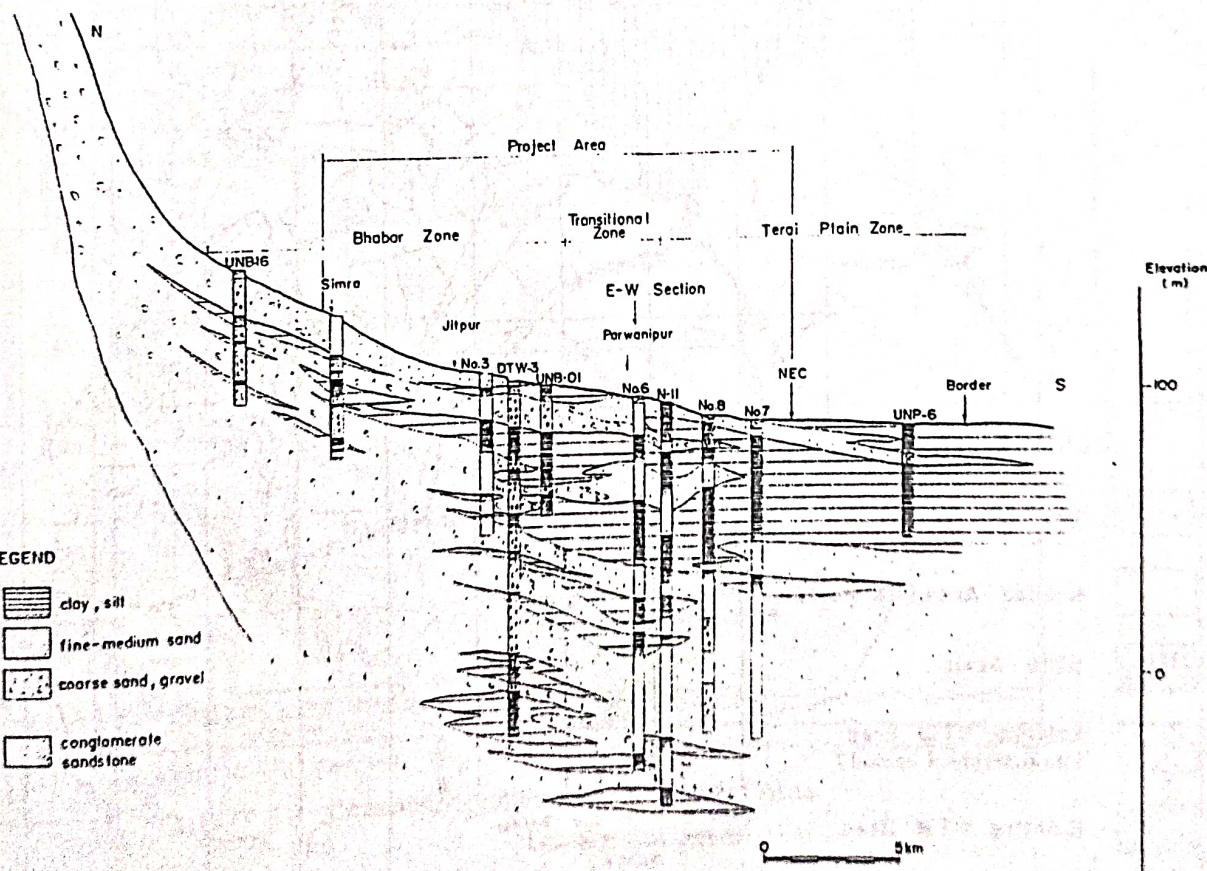 N
Project Area
Bhabar Zone
Transitional
Zone
Terai Plain Zone
UNB-16
Simra
E-W Section
Elevation
(m)
Jitpur
Parwanipur
No.3
DTW-3
UNB-01
No.6
N-11
No.8
No7
NEC
UNP-6
Border
S
100
0
EGEND
clay, silt
fine-medium sand
coarse sand, gravel
conglomerate
sandstone
0
5km